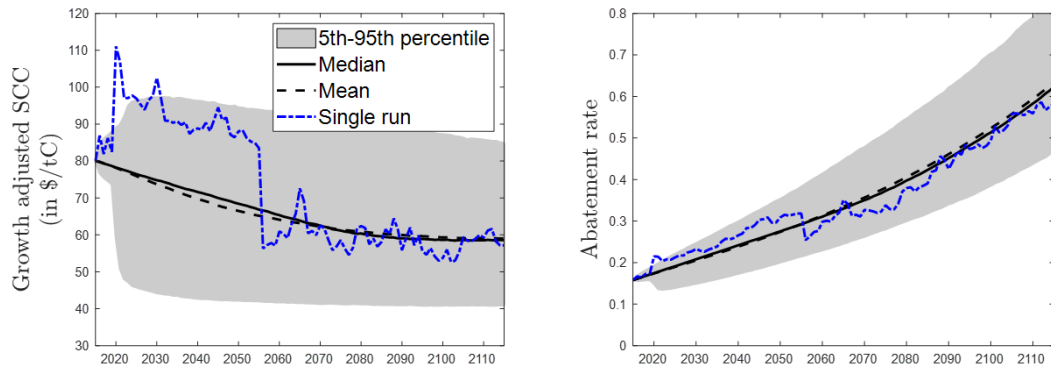 Growth adjusted SCC
(in $/tC)
120
110
100
90
80
70
60
50
40
30
2020 2030 2040 2050 2060 2070 2080 2090 2100 2110
5th-95th percentile
Median
Mean
Single run
Abatement rate
0.8
0.7
0.6
0.5
0.4
0.3
0.2
0.1
0
2020 2030 2040 2050 2060 2070 2080 2090 2100 2110